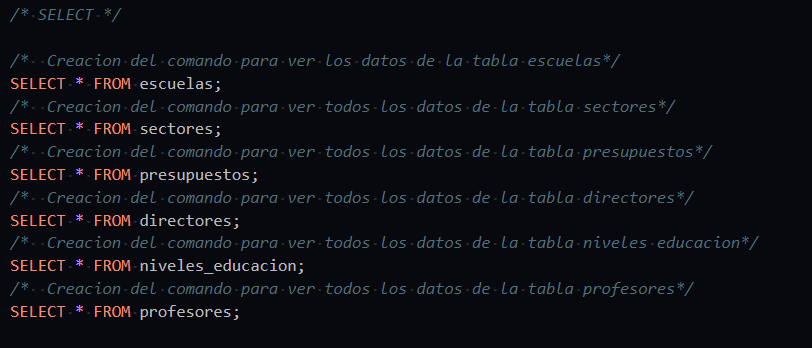 /* SELECT */
/*  Creacion del comando para ver los datos de la tabla escuelas*/
SELECT * FROM escuelas;
/*  Creacion del comando para ver todos los datos de la tabla sectores*/
SELECT * FROM sectores;
/*  Creacion del comando para ver todos los datos de la tabla presupuestos*/
SELECT * FROM presupuestos;
/*  Creacion del comando para ver todos los datos de la tabla directores*/
SELECT * FROM directores;
/*  Creacion del comando para ver todos los datos de la tabla niveles educacion*/
SELECT * FROM niveles_educacion;
/*  Creacion del comando para ver todos los datos de la tabla profesores*/
SELECT * FROM profesores;